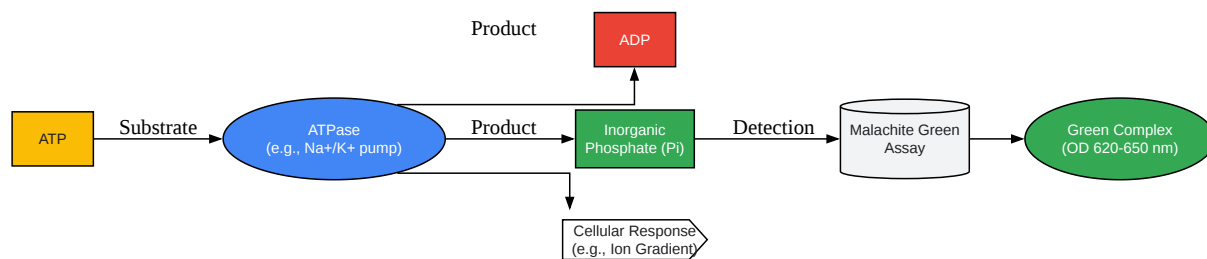 Product
ADP
ATP
Substrate
ATPase
(e.g., Na+/K+ pump)
Product
Inorganic
Phosphate (Pi)
Detection
Malachite Green
Assay
Green Complex
(OD 620-650 nm)
Cellular Response
(e.g., Ion Gradient)